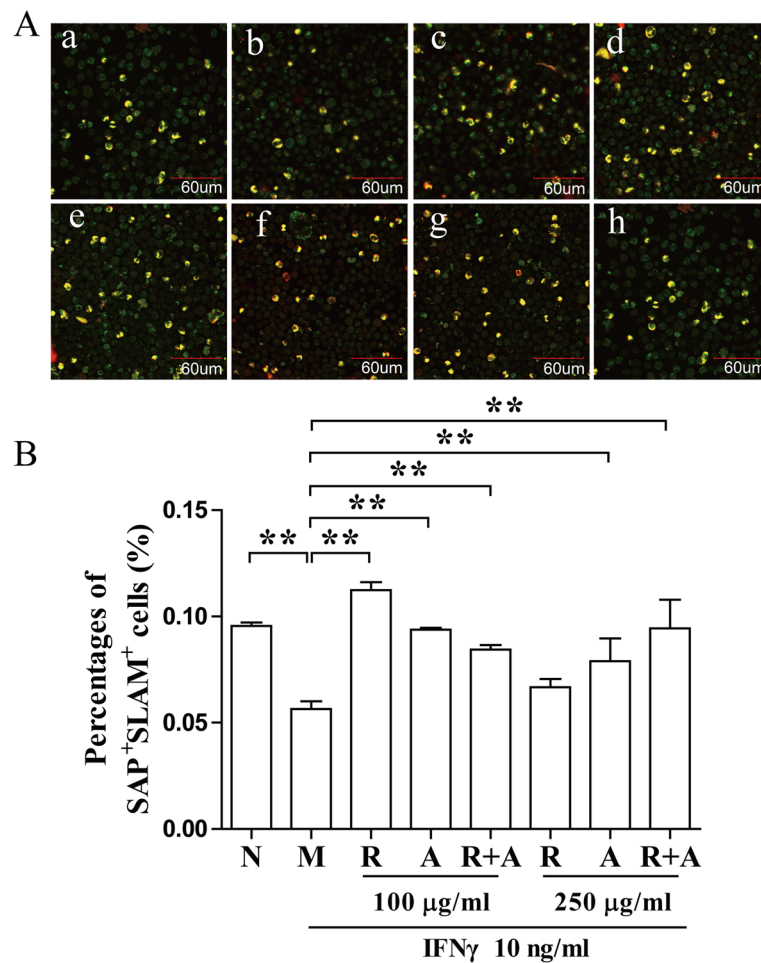 A
a
b
c
d
60um
60um
60um
60um
e
f
g
h
60um
60um
60um
60um
B
**
**
**
**
**
**
Percentages of
SAP+SLAM+ cells (%)
0.15
0.10
0.05
0.00
N M R A R+A R A R+A
100 μg/ml 250 μg/ml
IFNγ 10 ng/ml